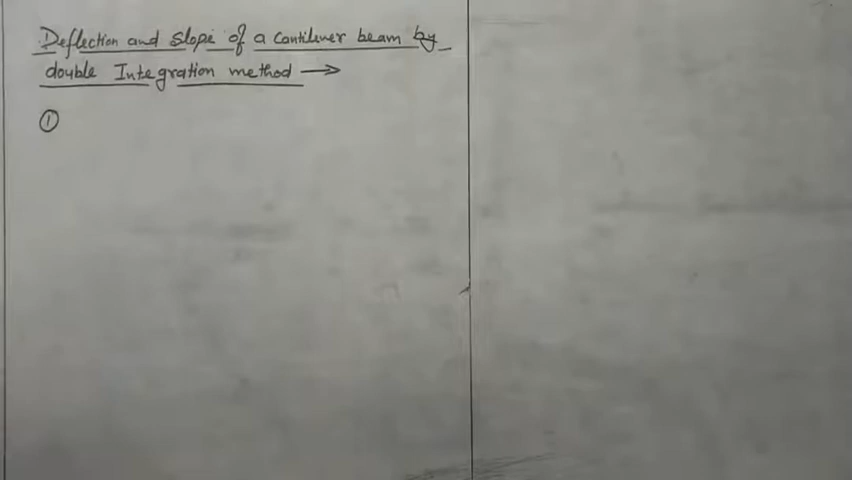 Deflection and Slope of a Cantilever beam by
double Integration method →
①